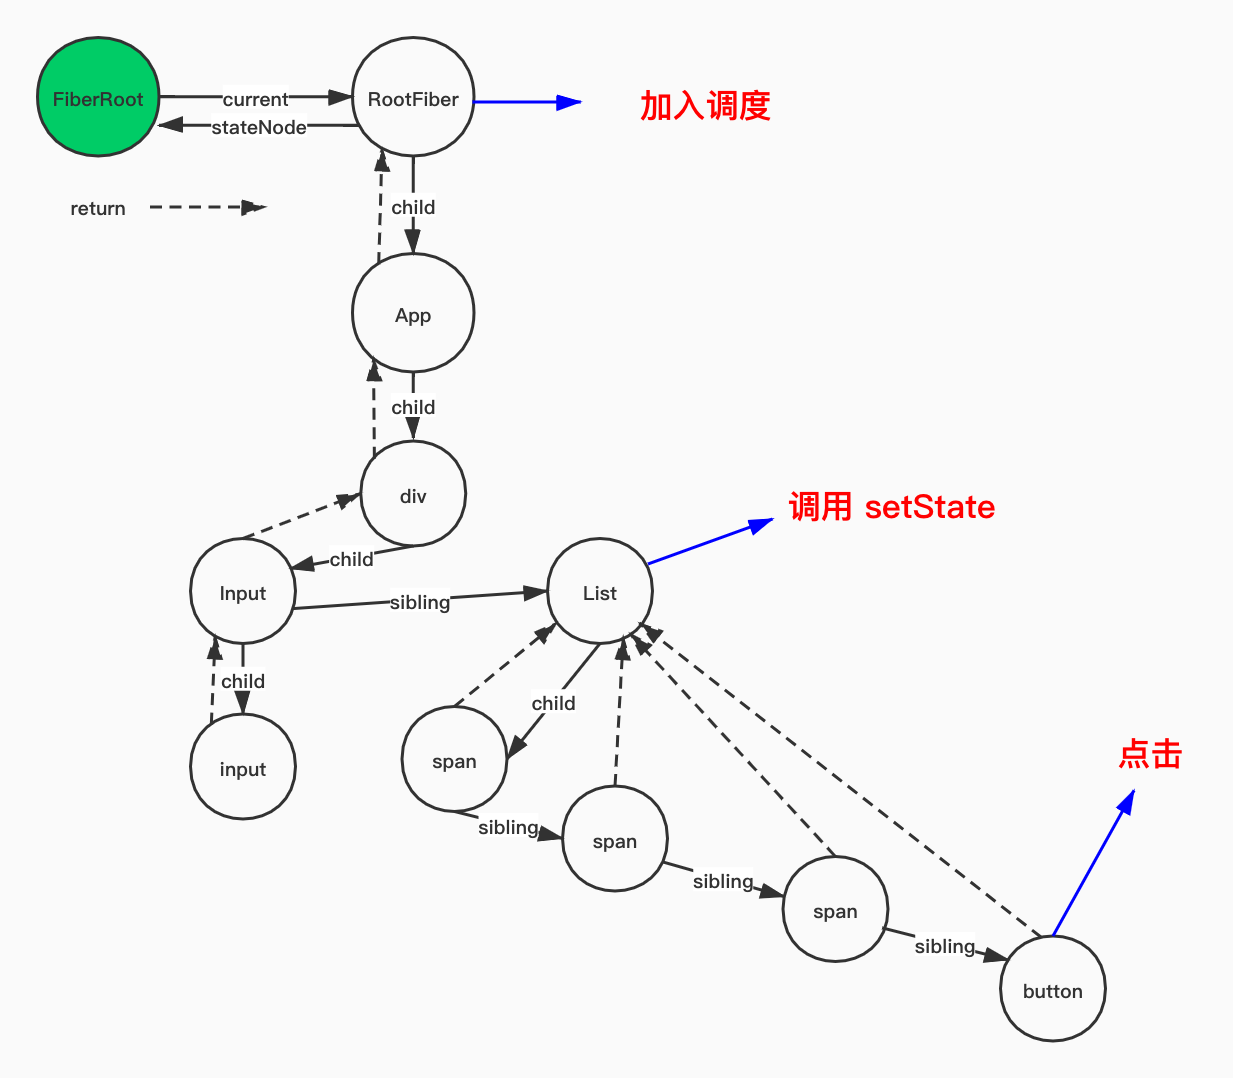 FiberRoot
current
RootFiber
加入调度
stateNode
return
child
App
child
div
调用 setState
child
Input
sibling
List
child
child
input
span
点击
sibling
span
sibling
span
sibling
button